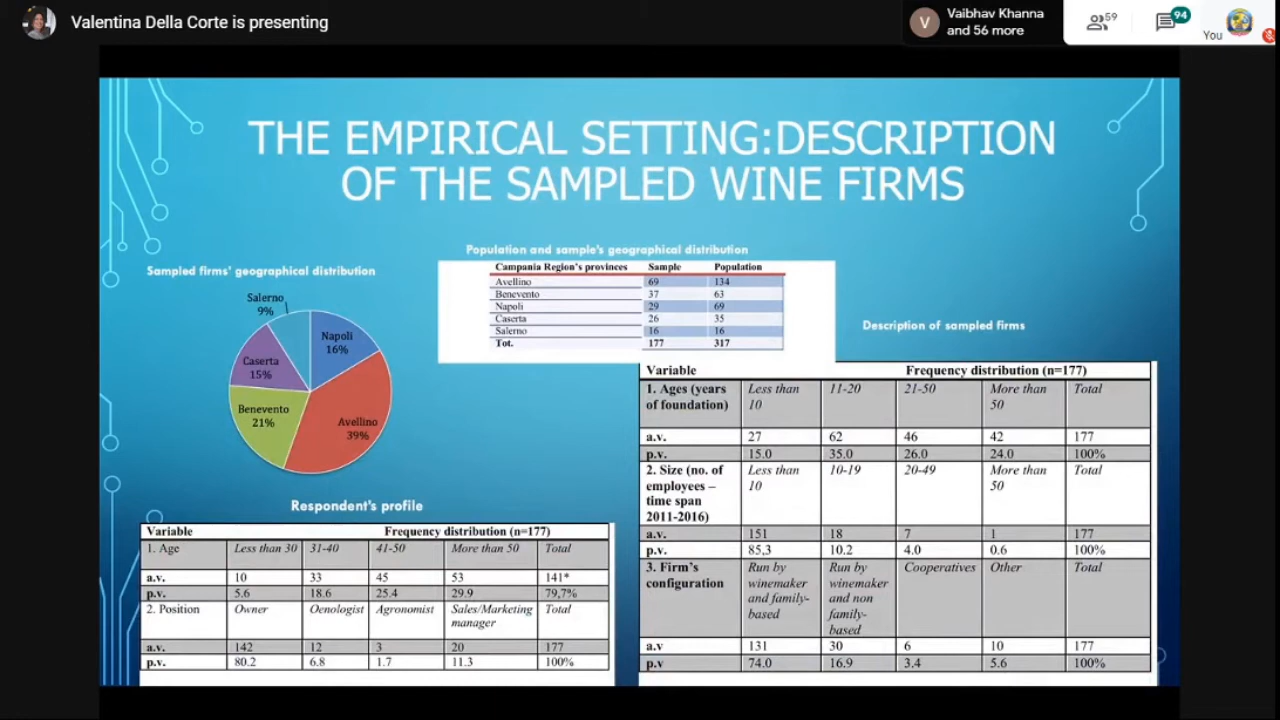 Valentina Della Corte is presenting
V
Vaibhav Khanna
and 56 more
59
94
You
THE EMPIRICAL SETTING:DESCRIPTION
OF THE SAMPLED WINE FIRMS
Sampled firms' geographical distribution
Salerno
9%
Napoli
16%
Caserta
15%
Benevento
21%
Avellino
39%
Population and sample's geographical distribution
Campania Region's provinces Sample Population
Avellino 69 134
Benevento 37 63
Napoli 29 69
Caserta 26 35
Salerno 16 16
Tot. 177 317
Respondent's profile
Variable Frequency distribution (n=177)
1. Age Less than 30 31-40 41-50 More than 50 Total
a.v. 10 33 45 53 141*
p.v. 5.6 18.6 25.4 29.9 79,7%
2. Position Owner Oenologist Agronomist Sales/Marketing Total
manager
a.v. 142 12 3 20 177
p.v. 80.2 6.8 1.7 11.3 100%
Description of sampled firms
Variable Frequency distribution (n=177)
1. Ages (years Less than 11-20 21-50 More than Total
of foundation) 10 50
a.v. 27 62 46 42 177
p.v. 15.0 35.0 26.0 24.0 100%
2. Size (no. of Less than 10-19 20-49 More than Total
employees – 10 50
time span
2011-2016)
a.v. 151 18 7 1 177
p.v. 85,3 10.2 4.0 0.6 100%
3. Firm's Run by Run by Cooperatives Other Total
configuration winemaker winemaker
and family- and non
based family-
based
a.v 131 30 6 10 177
p.v 74.0 16.9 3.4 5.6 100%